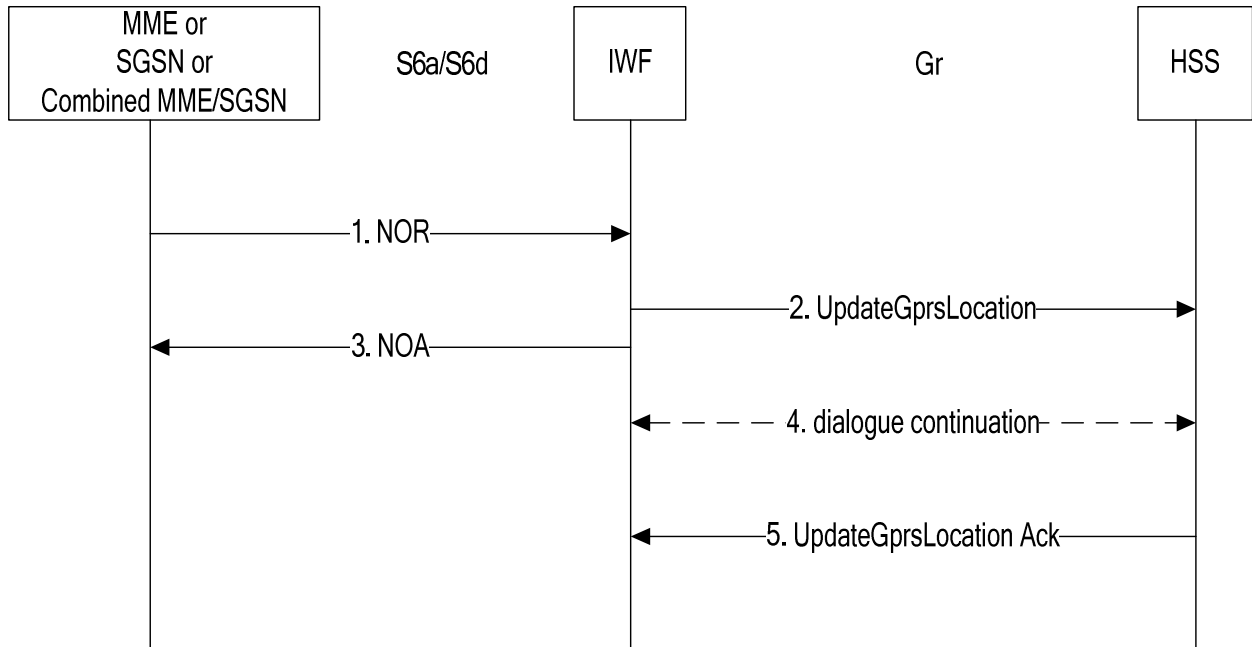 MME or
SGSN or
Combined MME/SGSN
S6a/S6d
IWF
Gr
HSS
1. NOR
2. UpdateGprsLocation
3. NOA
4. dialogue continuation
5. UpdateGprsLocation Ack